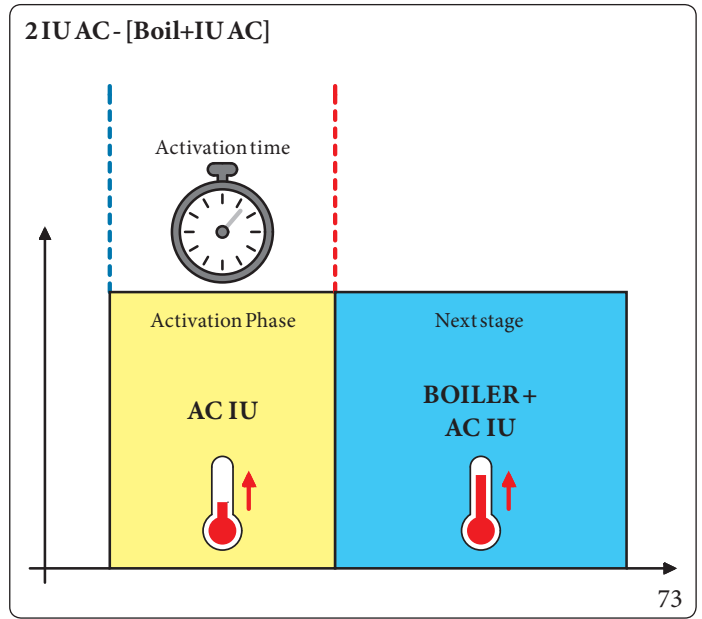 2 IU AC - [Boil+IU AC]
Activation time
Activation Phase
Next stage
AC IU
BOILER +
AC IU
73